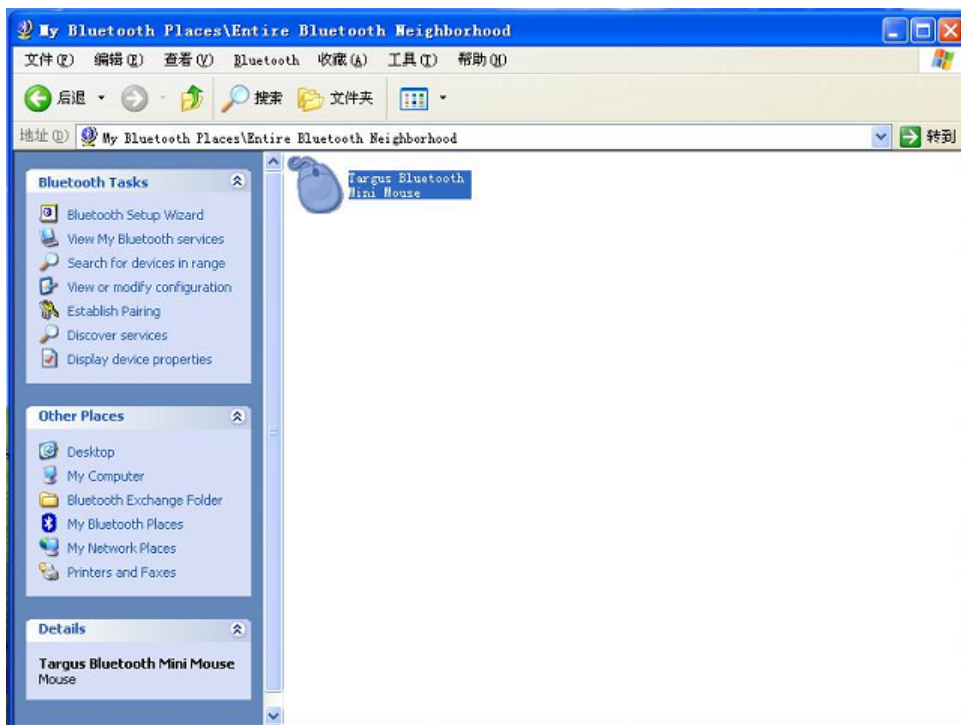 My Bluetooth Places\Entire Bluetooth Neighborhood
文件(F) 编辑(E) 查看(V) Bluetooth 收藏(A) 工具(T) 帮助(H)
后退 搜索 文件夹
地址(D) My Bluetooth Places\Entire Bluetooth Neighborhood 转到
Bluetooth Tasks
Bluetooth Setup Wizard
View My Bluetooth services
Search for devices in range
View or modify configuration
Establish Pairing
Discover services
Display device properties
Other Places
Desktop
My Computer
Bluetooth Exchange Folder
My Bluetooth Places
My Network Places
Printers and Faxes
Details
Targus Bluetooth Mini Mouse
Mouse
Targus Bluetooth
Mini Mouse